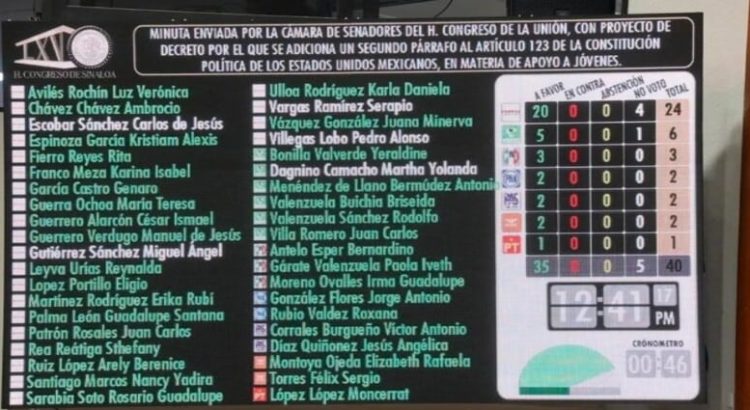 MINUTA ENVIADA POR LA CÁMARA DE SENADORES DEL H. CONGRESO DE LA UNIÓN, CON PROYECTO DE
DECRETO POR EL QUE SE ADICIONA UN SEGUNDO PÁRRAFO AL ARTÍCULO 123 DE LA CONSTITUCIÓN
POLÍTICA DE LOS ESTADOS UNIDOS MEXICANOS, EN MATERIA DE APOYO A JÓVENES.
LXIV
H. CONGRESO DE SINALOA
Avilés Rochín Luz Verónica
Chávez Chávez Ambrocio
Escobar Sánchez Carlos de Jesús
Espinoza García Kristiam Alexis
Fierro Reyes Rita
Franco Meza Karina Isabel
García Castro Genaro
Guerra Ochoa María Teresa
Guerrero Alarcón César Ismael
Guerrero Verdugo Manuel de Jesús
Gutiérrez Sánchez Miguel Ángel
Leyva Urías Reynalda
Lopez Portillo Eligio
Martínez Rodríguez Erika Rubí
Palma León Guadalupe Santana
Patrón Rosales Juan Carlos
Rea Reátiga Sthefany
Ruiz López Arely Berenice
Santiago Marcos Nancy Yadira
Sarabia Soto Rosario Guadalupe
Ulloa Rodríguez Karla Daniela
Vargas Ramírez Serapio
Vázquez González Juana Minerva
Villegas Lobo Pedro Alonso
Bonilla Valverde Yeraldine
Dagnino Camacho Martha Yolanda
Menéndez de Llano Bermúdez Antonio
Valenzuela Buichia Briseida
Valenzuela Sánchez Rodolfo
Villa Romero Juan Carlos
Antelo Esper Bernardino
Gárate Valenzuela Paola Iveth
Moreno Ovalles Irma Guadalupe
González Flores Jorge Antonio
Rubio Valdez Roxana
Corrales Burgueño Víctor Antonio
Díaz Quiñonez Jesús Angélica
Montoya Ojeda Elizabeth Rafaela
Torres Félix Sergio
PT López López Moncerrat
A FAVOR EN CONTRA ABSTENCIÓN NO VOTO TOTAL
20 0 0 4 24
5 0 0 1 6
3 0 0 0 3
PAN 2 0 0 0 2
PAS 2 0 0 0 2
2 0 0 0 2
PT 1 0 0 0 1
35 0 0 5 40
12:41 17 PM
CRÓNOMETRO
00:46